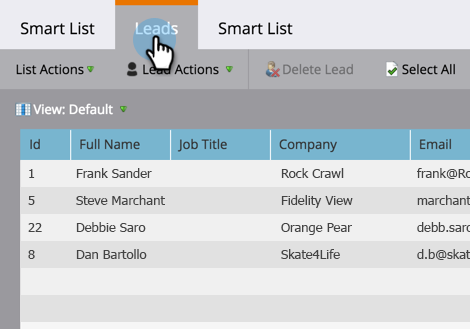 Smart List Leads Smart List
List Actions Lead Actions Delete Lead Select All
View: Default
Id Full Name Job Title Company Email
1 Frank Sander Rock Crawl frank@Ro
5 Steve Marchant Fidelity View marchant
22 Debbie Saro Orange Pear debb.saro
8 Dan Bartollo Skate4Life d.b@skat